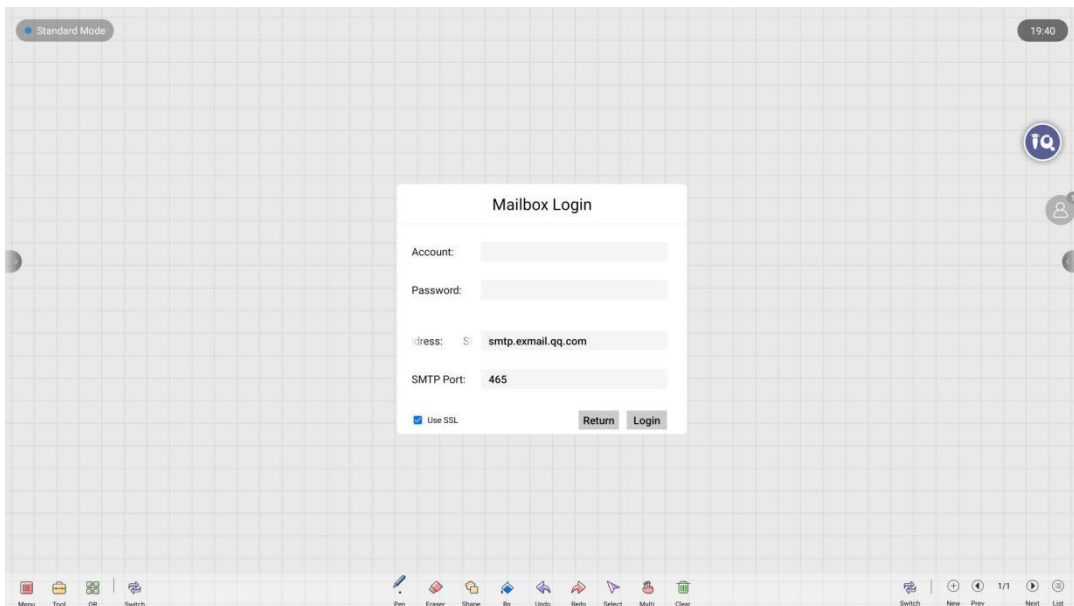 Standard Mode
19:40
iQ
Mailbox Login
Account:
Password:
dress: S smtp.exmail.qq.com
SMTP Port: 465
Use SSL Return Login
Menu Tool QR Switch Pen Eraser Shape Bg Undo Redo Select Multi Clear Switch New Prev 1/1 Next List